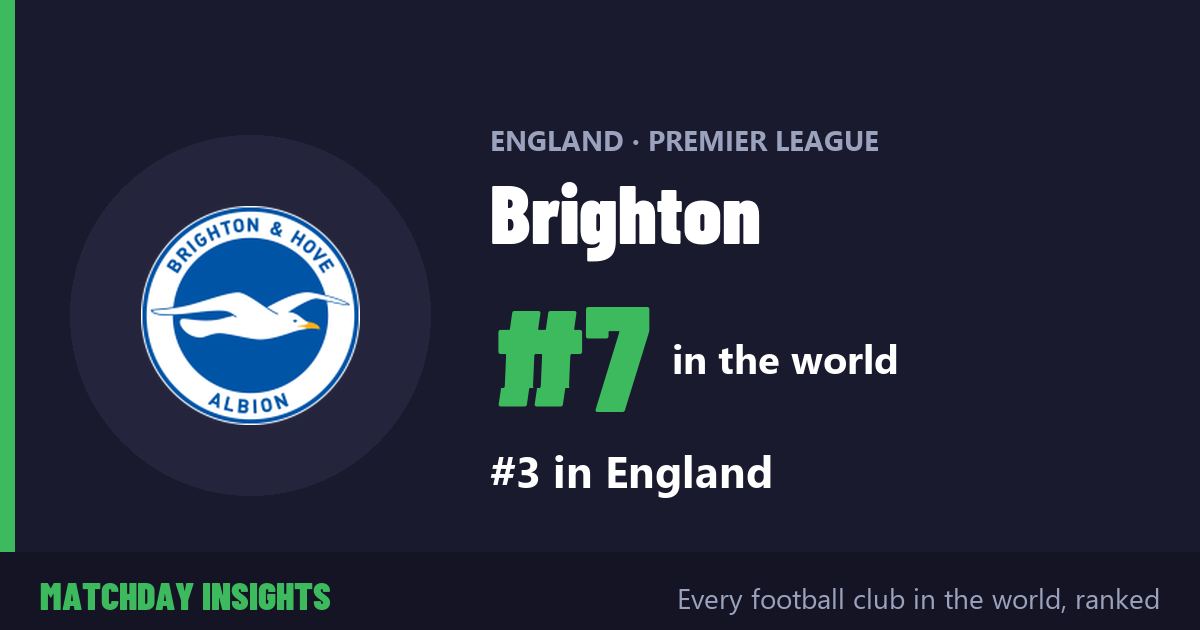 ENGLAND · PREMIER LEAGUE
Brighton
BRIGHTON & HOVE
ALBION
#7 in the world
#3 in England
MATCHDAY INSIGHTS
Every football club in the world, ranked